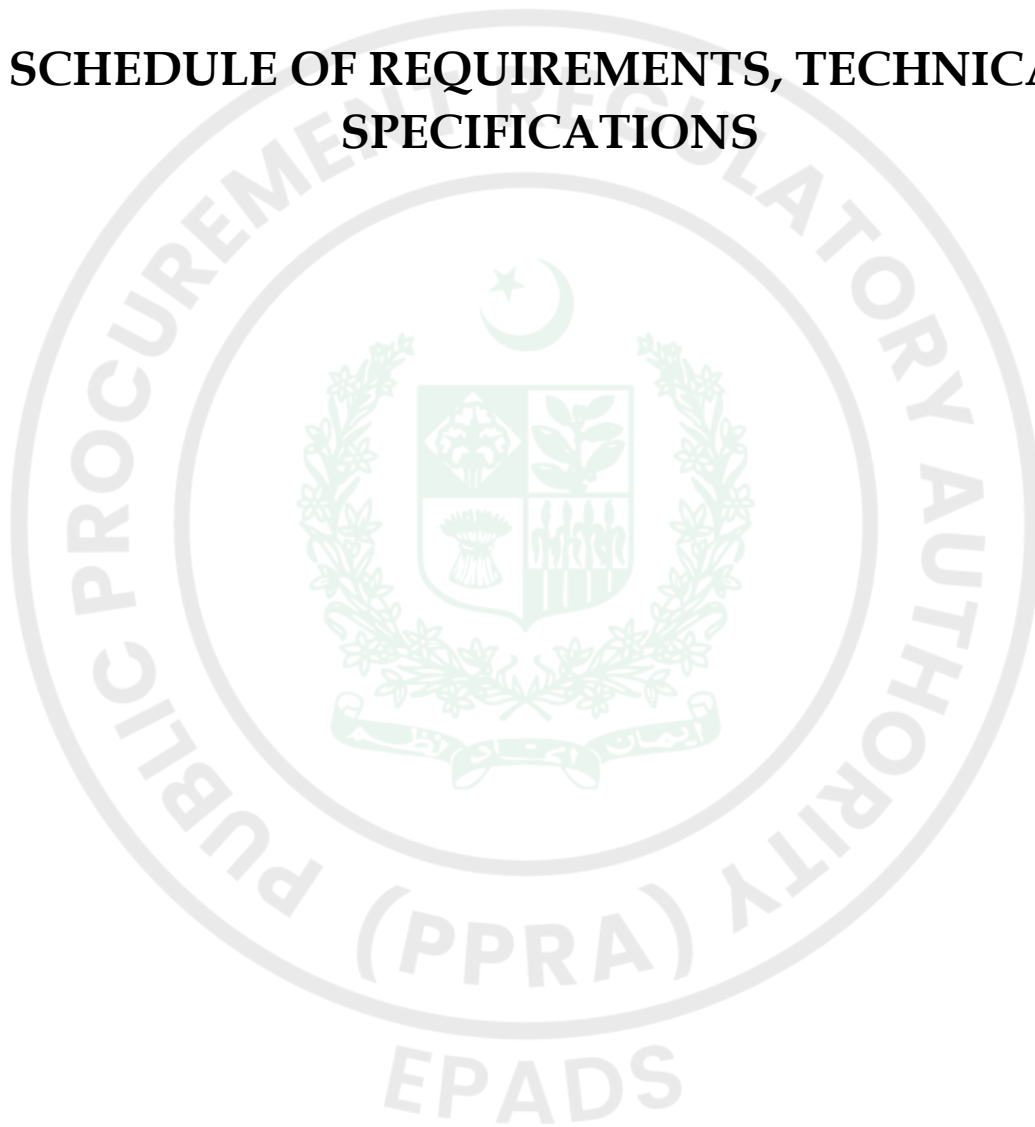 SCHEDULE OF REQUIREMENTS, TECHNICA
SPECIFICATIONS
PUBLIC PROCUREMENT REGULATORY AUTHORITY
(PPRA)
EPADS